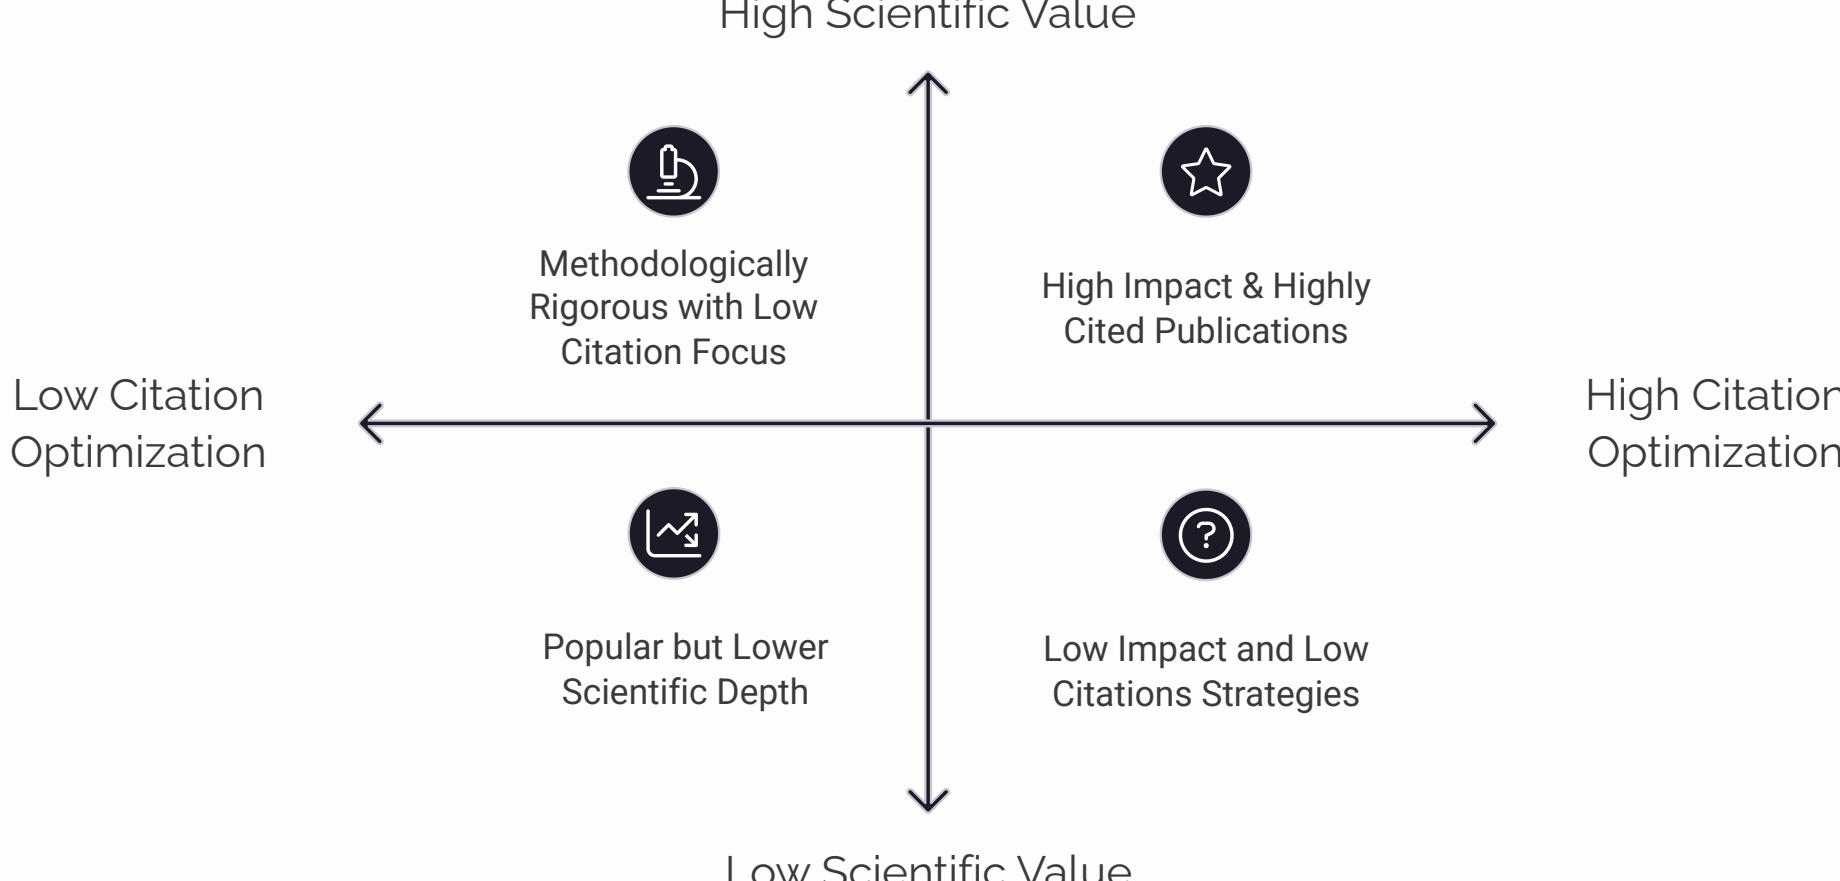 High Scientific Value
Methodologically
Rigorous with Low
Citation Focus
High Impact & Highly
Cited Publications
Low Citation
Optimization
High Citation
Optimization
?
Popular but Lower
Scientific Depth
Low Impact and Low
Citations Strategies
Low Scientific Value